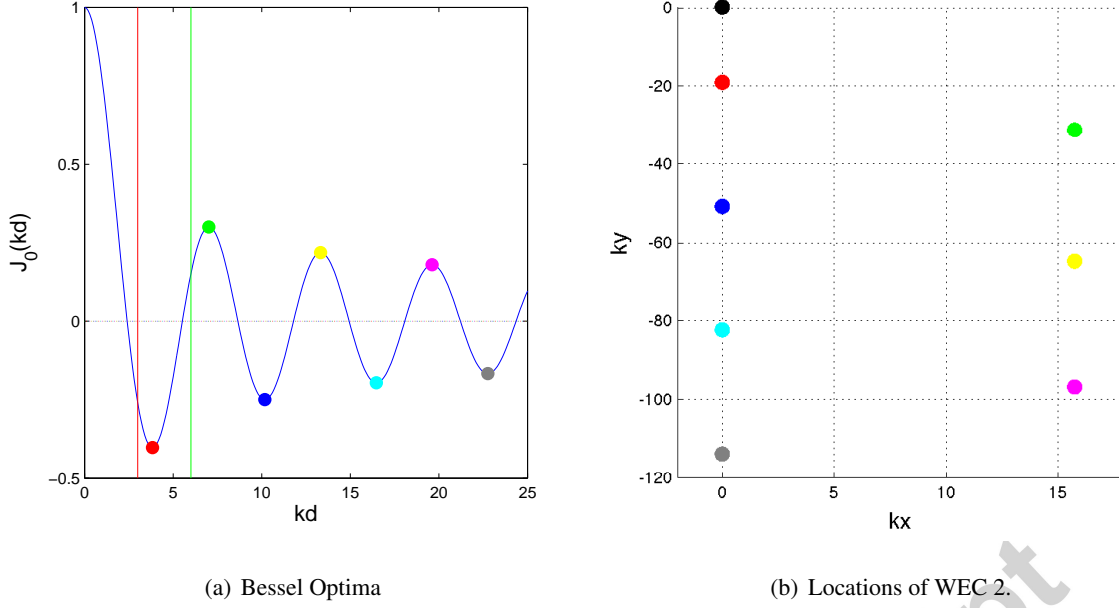 1
0.5
0
−0.5
J0(kd)
0 5 10 15 20 25
kd
0
-20
-40
-60
-80
-100
-120
ky
0 5 10 15
kx
(a) Bessel Optima
(b) Locations of WEC 2.
pt